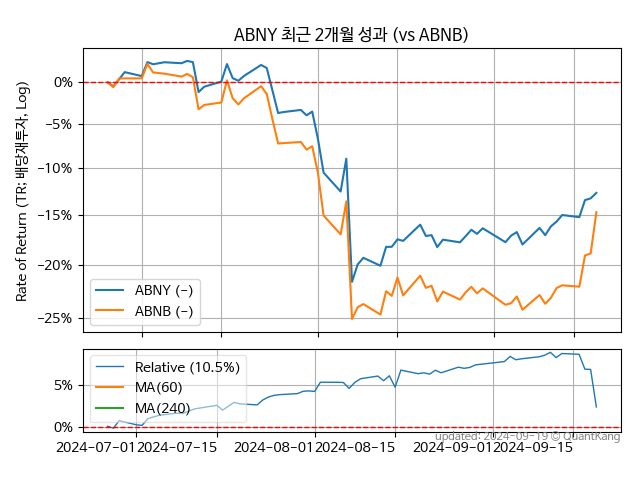 ABNY 최근 2개월 성과 (vs ABNB)
Rate of Return (TR; 배당재투자, Log)
0%
−5%
−10%
−15%
−20%
−25%
ABNY (-)
ABNB (-)
Relative (10.5%)
MA(60)
MA(240)
5%
0%
2024-07-01
2024-07-15
2024-08-01
2024-08-15
2024-09-01
2024-09-15
updated: 2024-09-19 © QuantKang